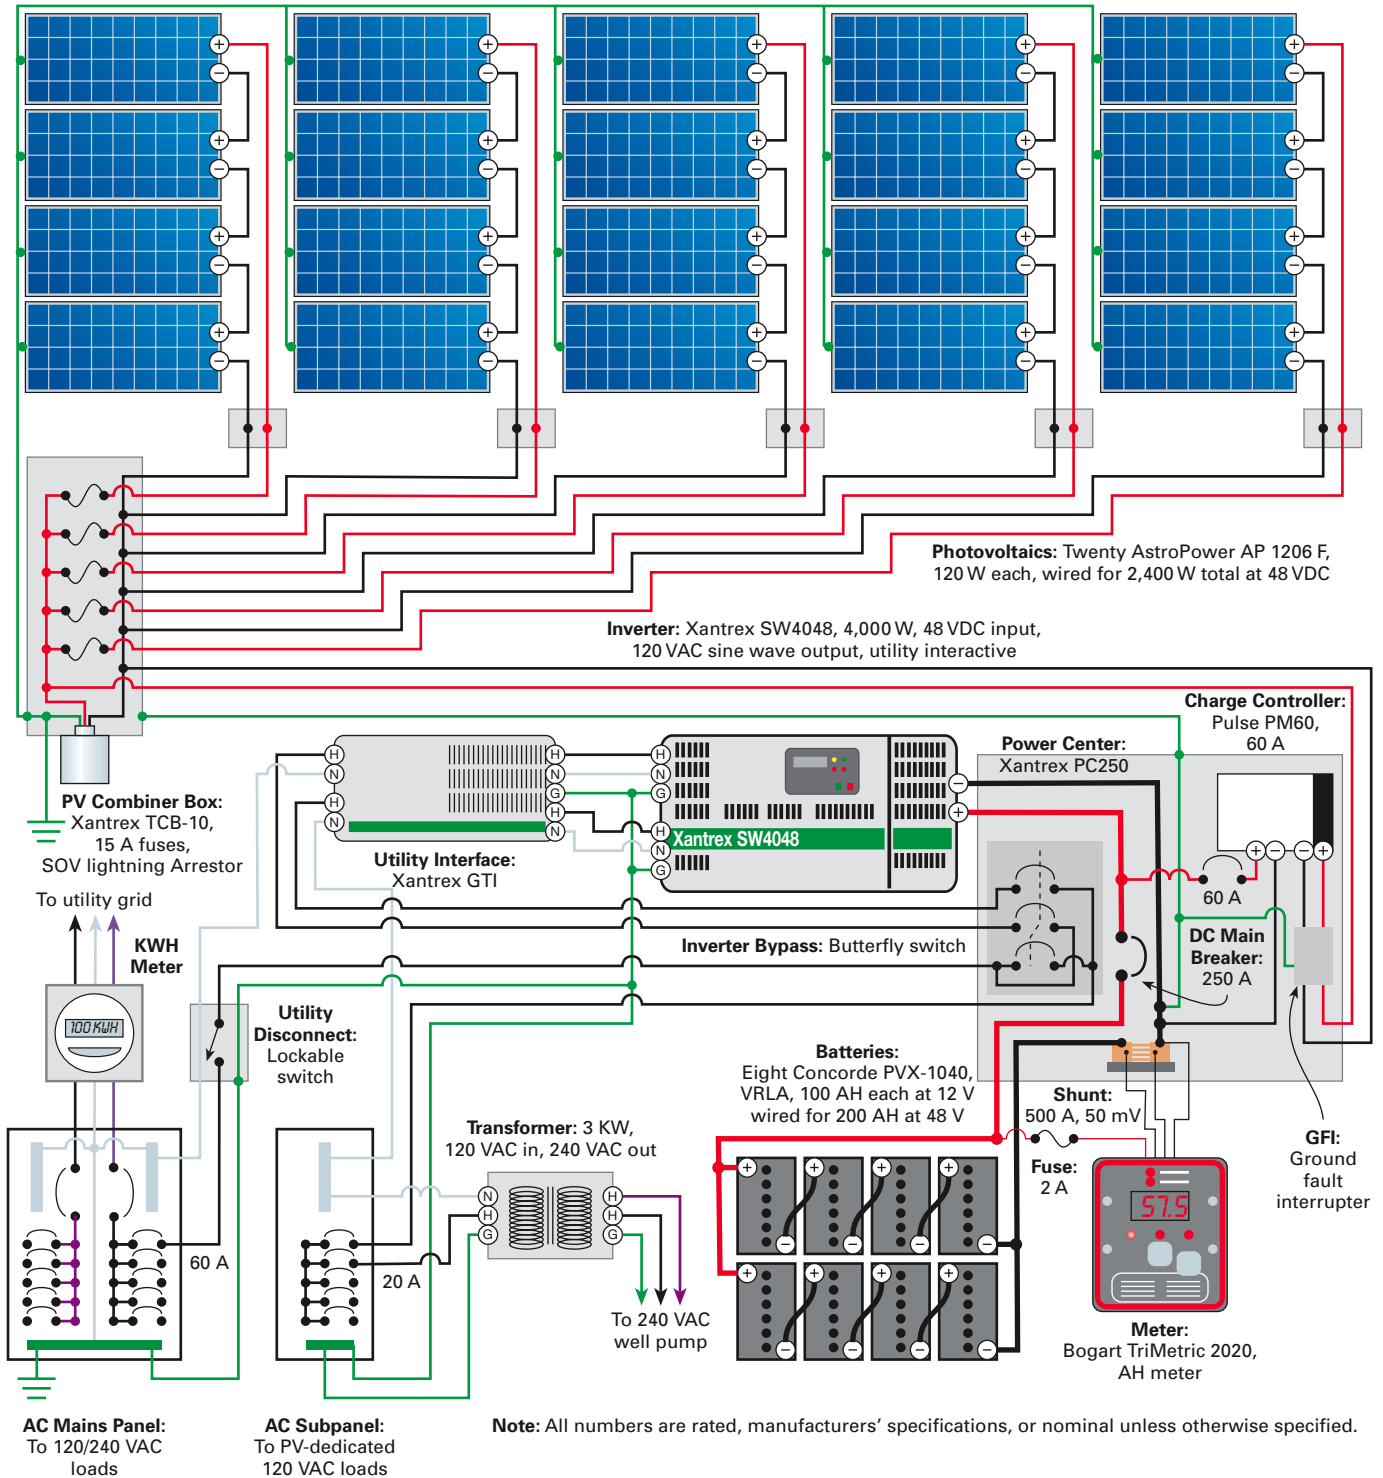 Photovoltaics: Twenty AstroPower AP 1206 F,
120 W each, wired for 2,400 W total at 48 VDC
Inverter: Xantrex SW4048, 4,000 W, 48 VDC input,
120 VAC sine wave output, utility interactive
Charge Controller:
Pulse PM60,
60 A
Power Center:
Xantrex PC250
PV Combiner Box:
Xantrex TCB-10,
15 A fuses,
SOV lightning Arrestor
H
N
H
N
H
N
G
H
N
H
N
G
H
N
G
Xantrex SW4048
Utility Interface:
Xantrex GTI
60 A
To utility grid
KWH
Meter
100 KWH
Inverter Bypass: Butterfly switch
DC Main
Breaker:
250 A
Utility
Disconnect:
Lockable
switch
Batteries:
Eight Concorde PVX-1040,
VRLA, 100 AH each at 12 V
wired for 200 AH at 48 V
Shunt:
500 A, 50 mV
GFI:
Ground
fault
interrupter
Transformer: 3 KW,
120 VAC in, 240 VAC out
N
H
G
H
H
G
Fuse:
2 A
57.5
60 A
20 A
To 240 VAC
well pump
Meter:
Bogart TriMetric 2020,
AH meter
AC Mains Panel:
To 120/240 VAC
loads
AC Subpanel:
To PV-dedicated
120 VAC loads
Note: All numbers are rated, manufacturers’ specifications, or nominal unless otherwise specified.